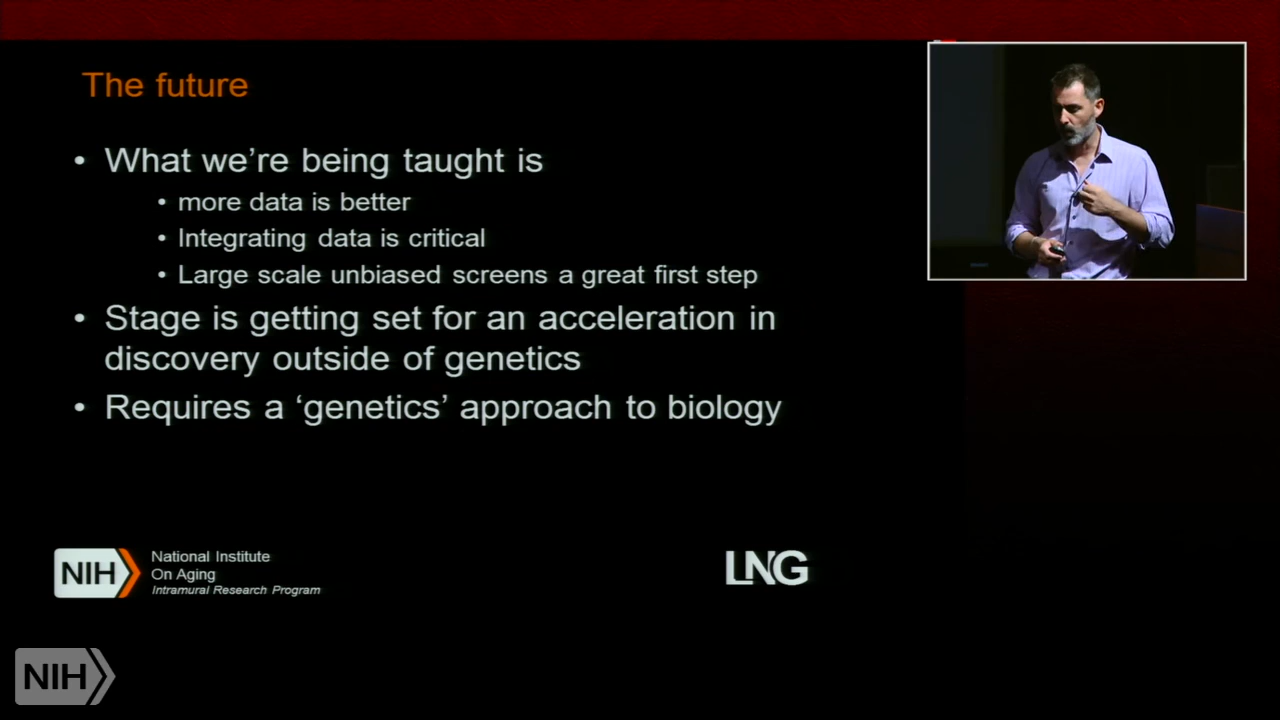 The future
• What we're being taught is
• more data is better
• Integrating data is critical
• Large scale unbiased screens a great first step
• Stage is getting set for an acceleration in
discovery outside of genetics
• Requires a ‘genetics’ approach to biology
NIH
National Institute
On Aging
Intramural Research Program
LNG
NIH